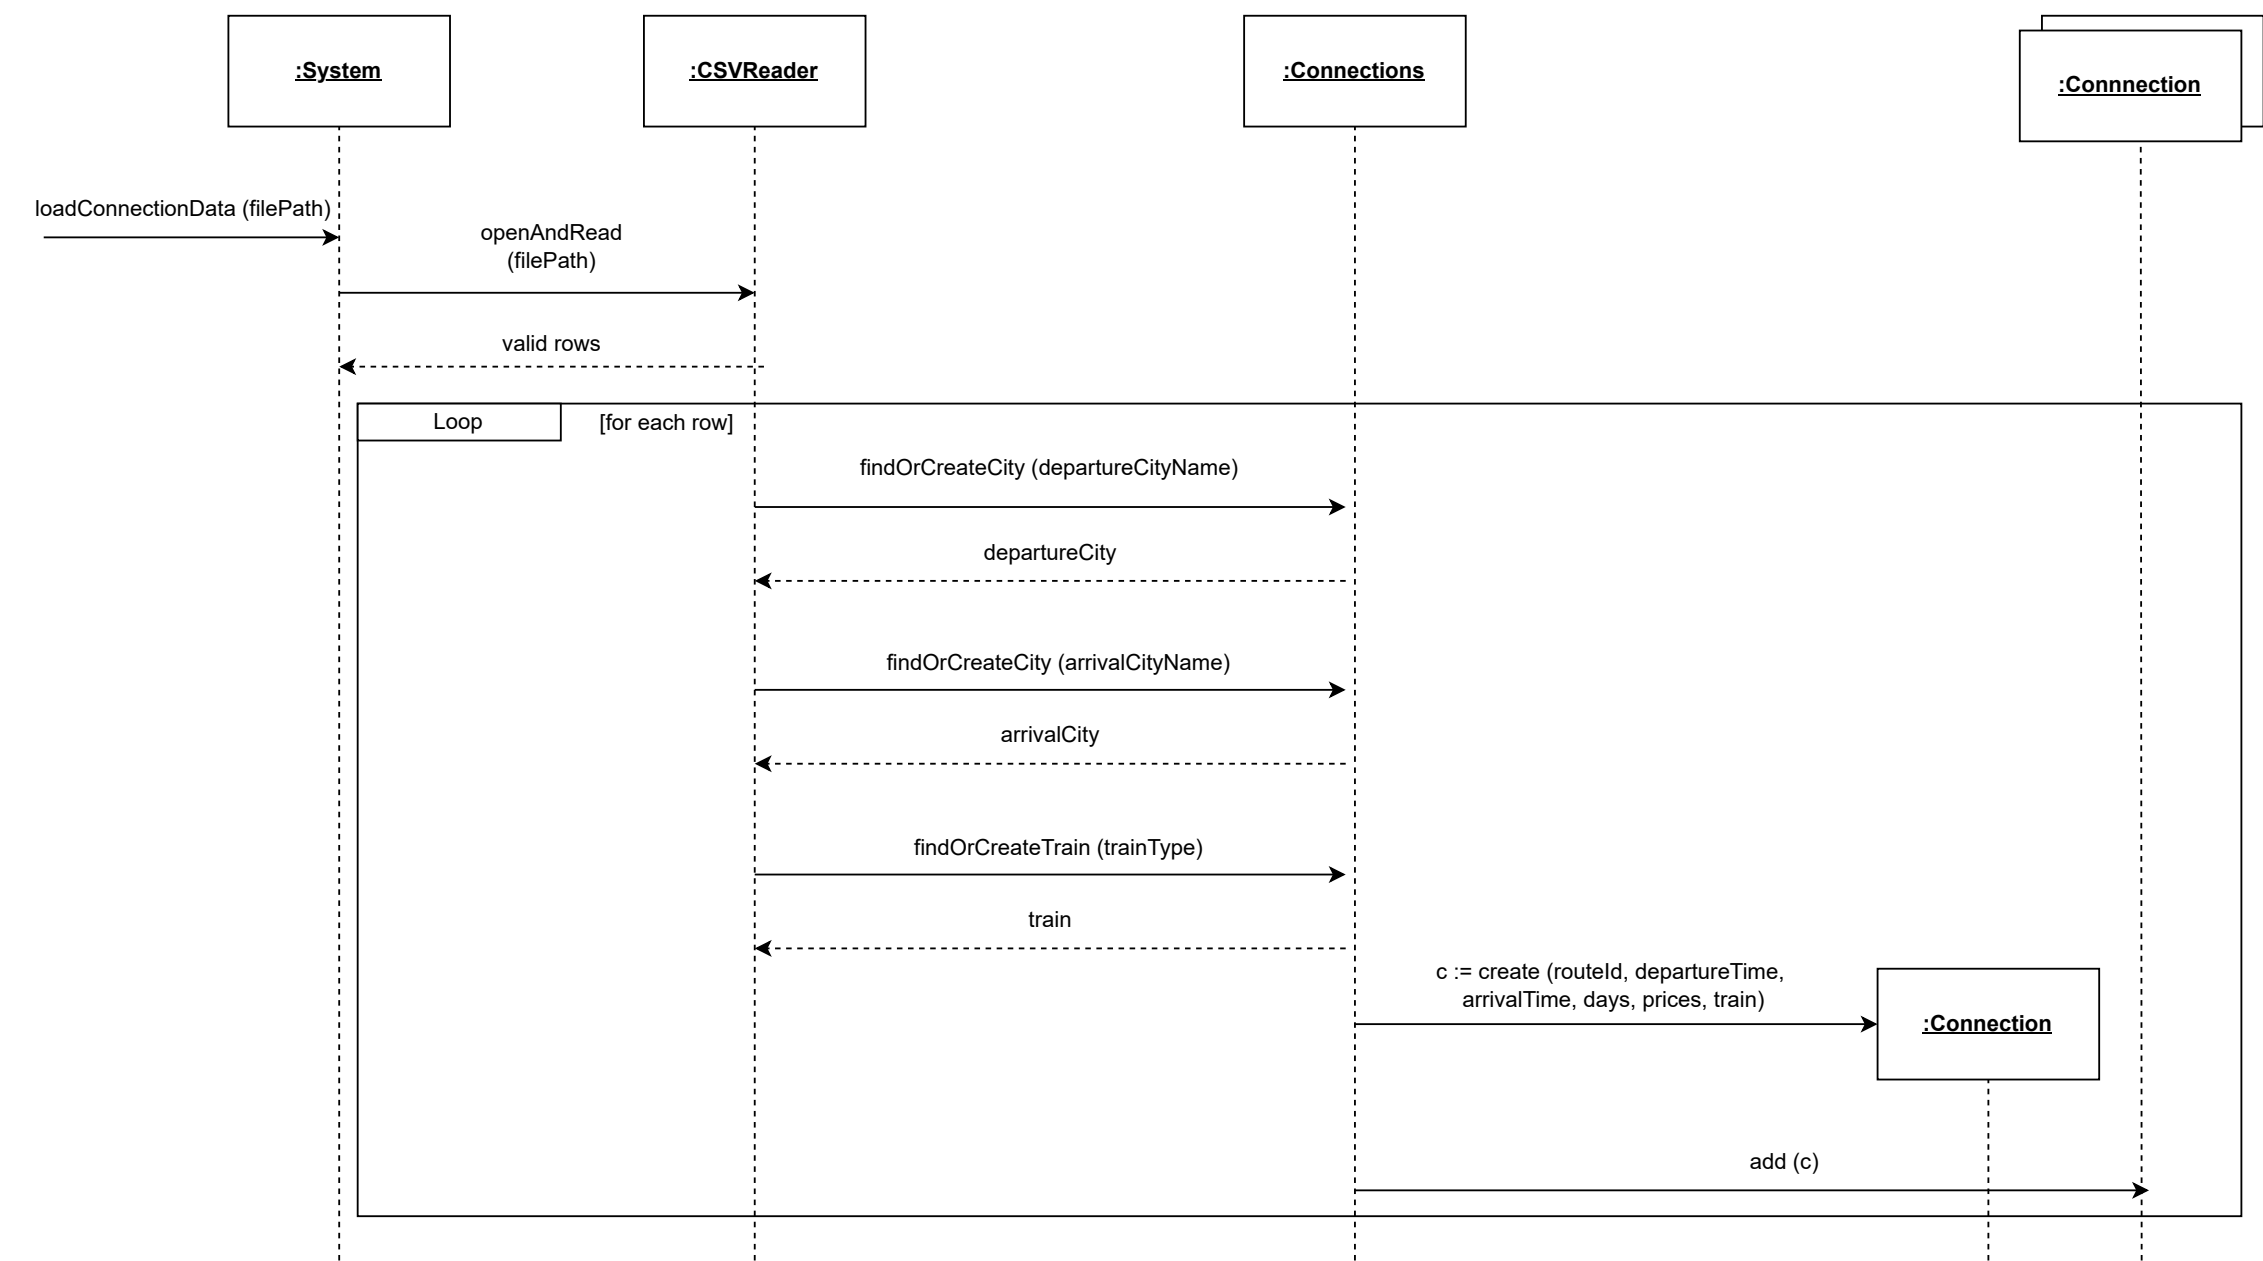 :System
:CSVReader
:Connections
:Connnection
loadConnectionData (filePath)
openAndRead
(filePath)
valid rows
Loop
[for each row]
findOrCreateCity (departureCityName)
departureCity
findOrCreateCity (arrivalCityName)
arrivalCity
findOrCreateTrain (trainType)
train
c := create (routeId, departureTime,
arrivalTime, days, prices, train)
:Connection
add (c)